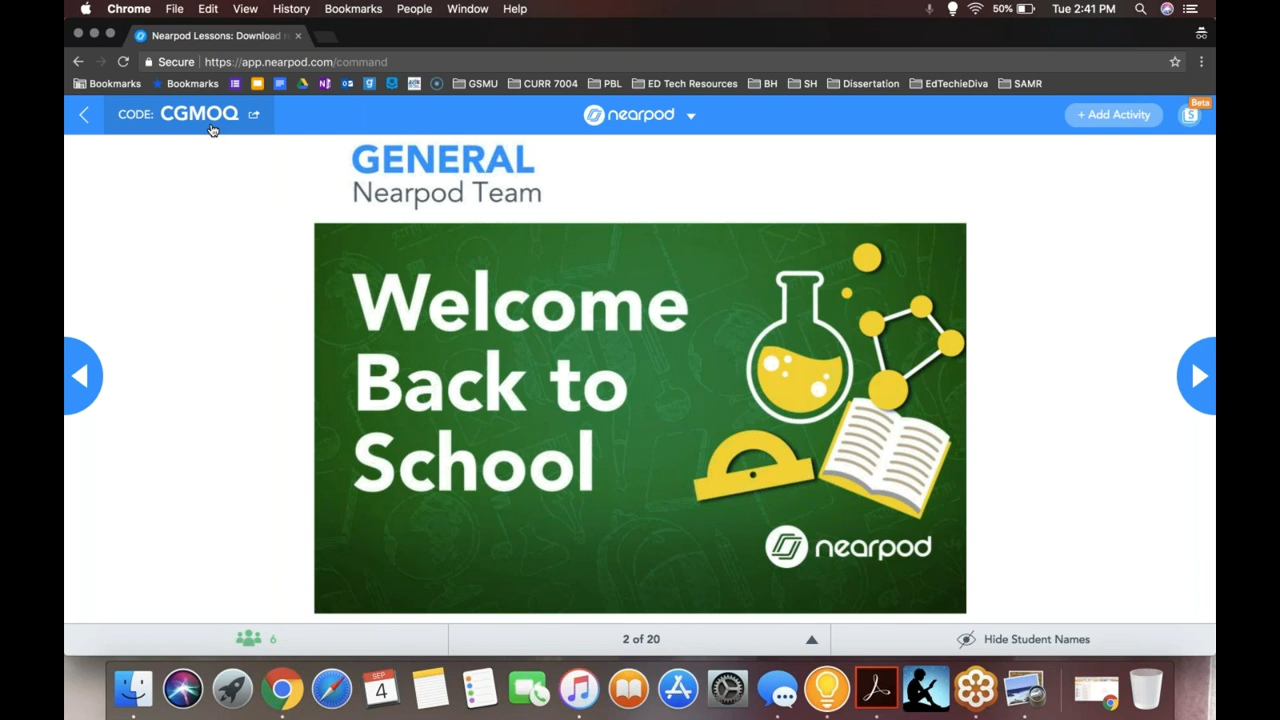 Chrome File Edit View History Bookmarks People Window Help 50% Tue 2:41 PM
Nearpod Lessons: Download
Secure https://app.nearpod.com/command
Bookmarks Bookmarks GSMU CURR 7004 PBL ED Tech Resources BH SH Dissertation EdTechieDiva SAMR
Beta
CODE: CGMOQ nearpod + Add Activity S
GENERAL
Nearpod Team
Welcome
Back to
School
nearpod
6 2 of 20 Hide Student Names
SEP
4